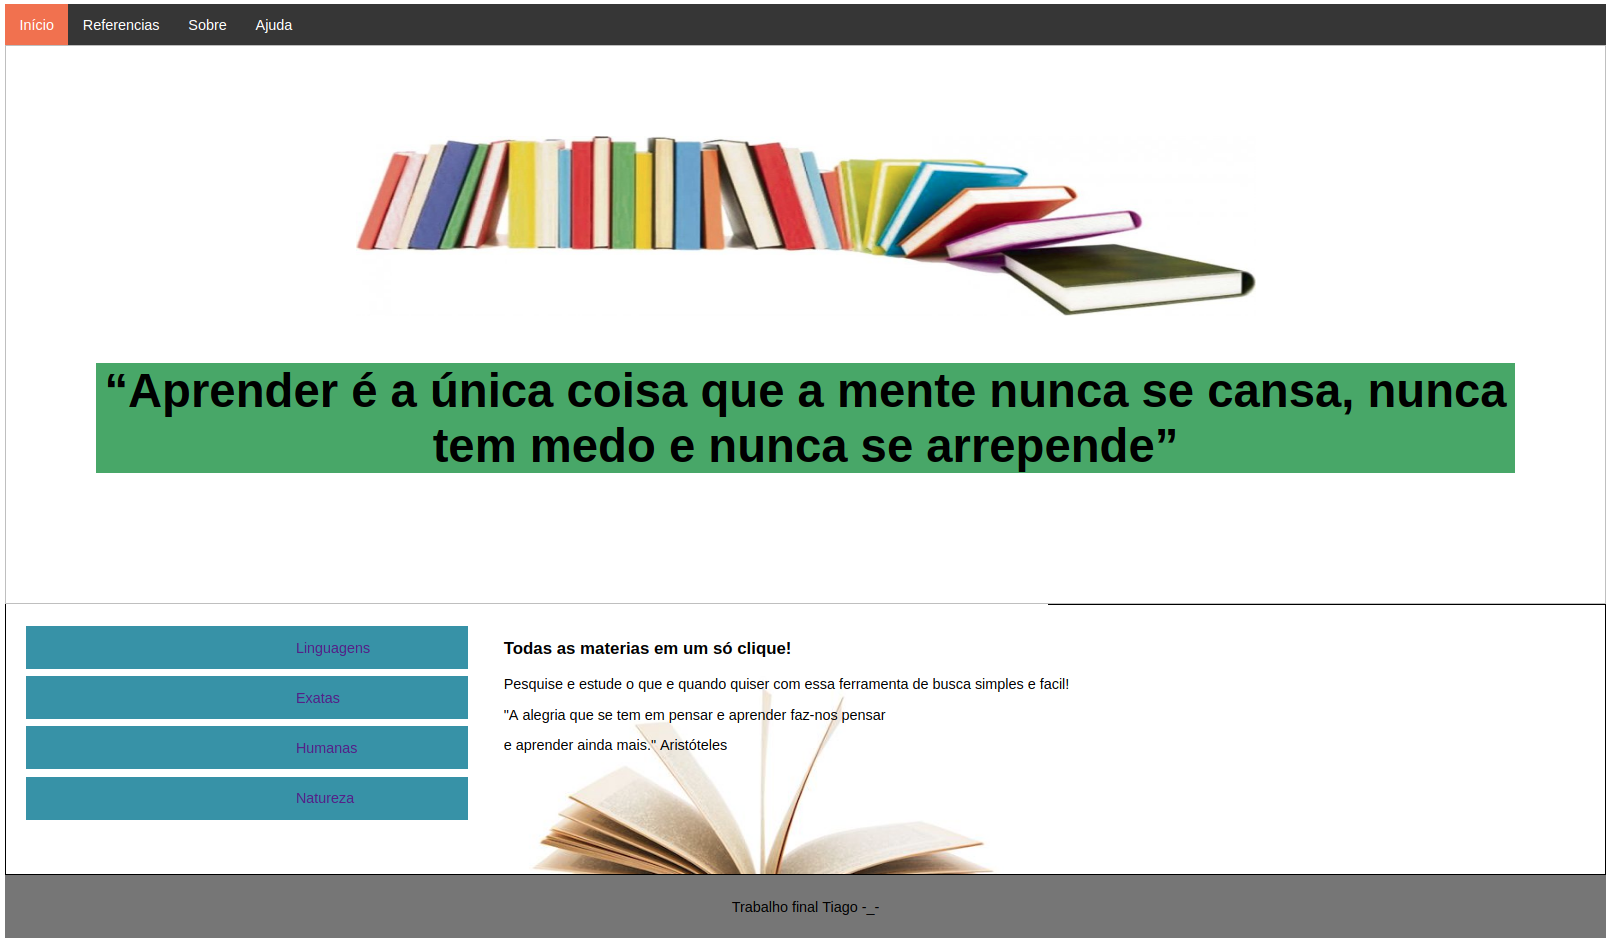 Início Referencias Sobre Ajuda
“Aprender é a única coisa que a mente nunca se cansa, nunca
tem medo e nunca se arrepende”
Linguagens
Exatas
Humanas
Natureza
Todas as materias em um só clique!
Pesquise e estude o que e quando quiser com essa ferramenta de busca simples e facil!
"A alegria que se tem em pensar e aprender faz-nos pensar
e aprender ainda mais." Aristóteles
Trabalho final Tiago -_-